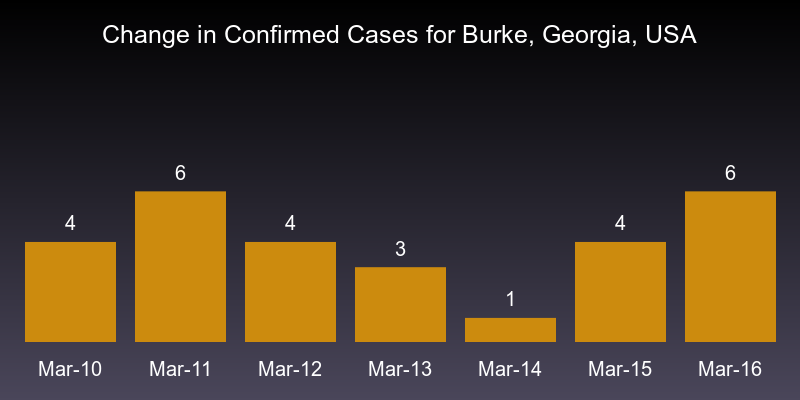 Change in Confirmed Cases for Burke, Georgia, USA
4
6
4
3
1
4
6
Mar-10
Mar-11
Mar-12
Mar-13
Mar-14
Mar-15
Mar-16